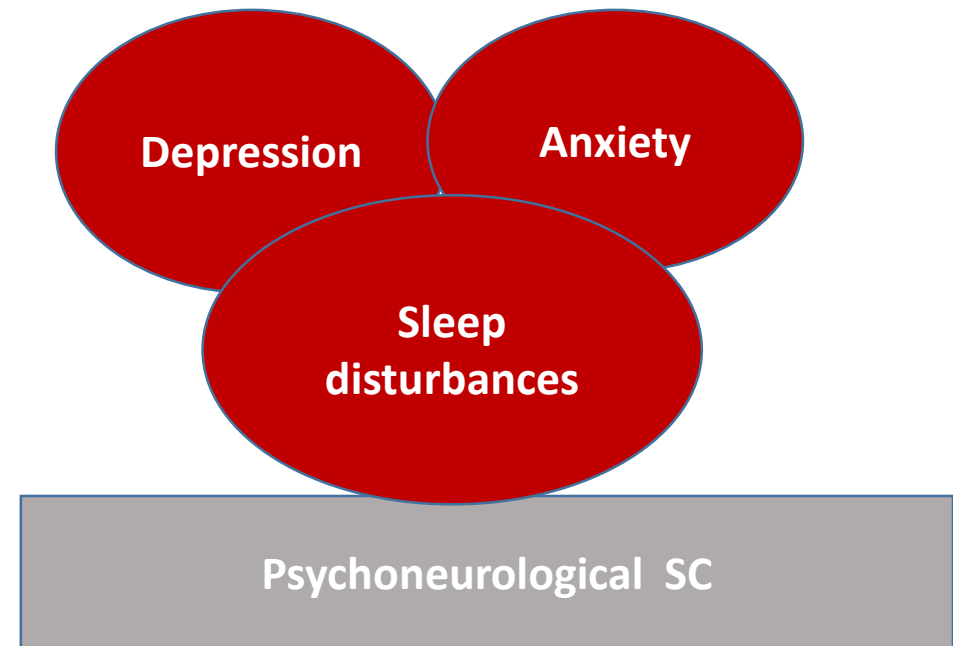 Depression
Anxiety
Sleep
disturbances
Psychoneurological SC